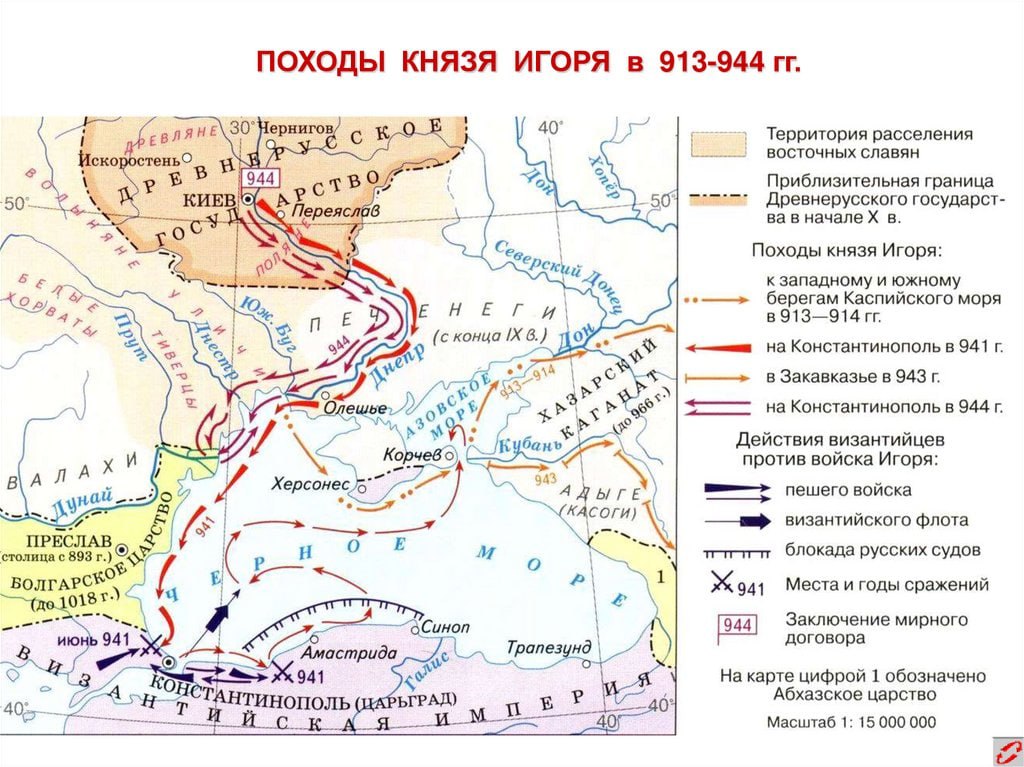 ПОХОДЫ КНЯЗЯ ИГОРЯ в 913-944 гг.
ДРЕВЛЯНЕ
30°
Чернигов
40°
Искоростень
ДРЕВНЕРУССКОЕ
ГОСУДАРСТВО
944
КИЕВ
Переяслав
ПОЛЯНЕ
Дон
Хопёр
50°
50°
ВОЛЫНЯНЕ
Северский Донец
БЕЛЫЕ
ХОРВАТЫ
УЛИЧИ
ТИВЕРЦЫ
Прут
Днестр
Юж. Буг
ПЕЧЕНЕГИ
(с конца IX в.)
944
Днепр
Дон
913—914
АЗОВСКОЕ
МОРЕ
ХАЗАРСКИЙ
КАГАНАТ
(до 966 г.)
Олешье
Кубань
Корчев
943
ВАЛАХИ
Дунай
Херсонес
АДЫГЕ
(КАСОГИ)
941
ПРЕСЛАВ
(столица с 893 г.)
БОЛГАРСКОЕ ЦАРСТВО
(до 1018 г.)
ЧЕРНОЕ МОРЕ
1
июнь 941
Синоп
Амастрида
Трапезунд
941
Галис
КОНСТАНТИНОПОЛЬ (ЦАРЬГРАД)
ВИЗАНТИЙСКАЯ ИМПЕРИЯ
40°
40°
40°
Территория расселения
восточных славян
Приблизительная граница
Древнерусского государст-
ва в начале X в.
Походы князя Игоря:
к западному и южному
берегам Каспийского моря
в 913—914 гг.
на Константинополь в 941 г.
в Закавказье в 943 г.
на Константинополь в 944 г.
Действия византийцев
против войска Игоря:
пешего войска
византийского флота
блокада русских судов
941 Места и годы сражений
944 Заключение мирного
договора
На карте цифрой 1 обозначено
Абхазское царство
Масштаб 1: 15 000 000